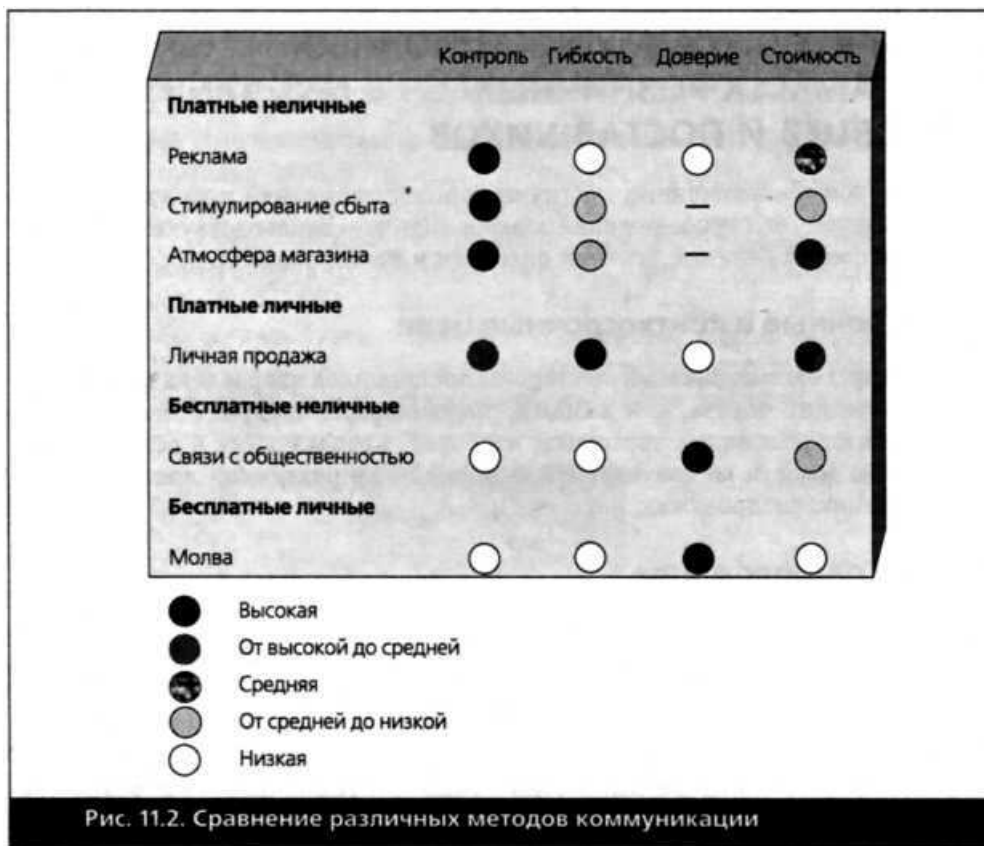 Контроль Гибкость Доверие Стоимость
Платные неличные
Реклама
Стимулирование сбыта
Атмосфера магазина
Платные личные
Личная продажа
Бесплатные неличные
Связи с общественностью
Бесплатные личные
Молва
Высокая
От высокой до средней
Средняя
От средней до низкой
Низкая
Рис. 11.2. Сравнение различных методов коммуникации